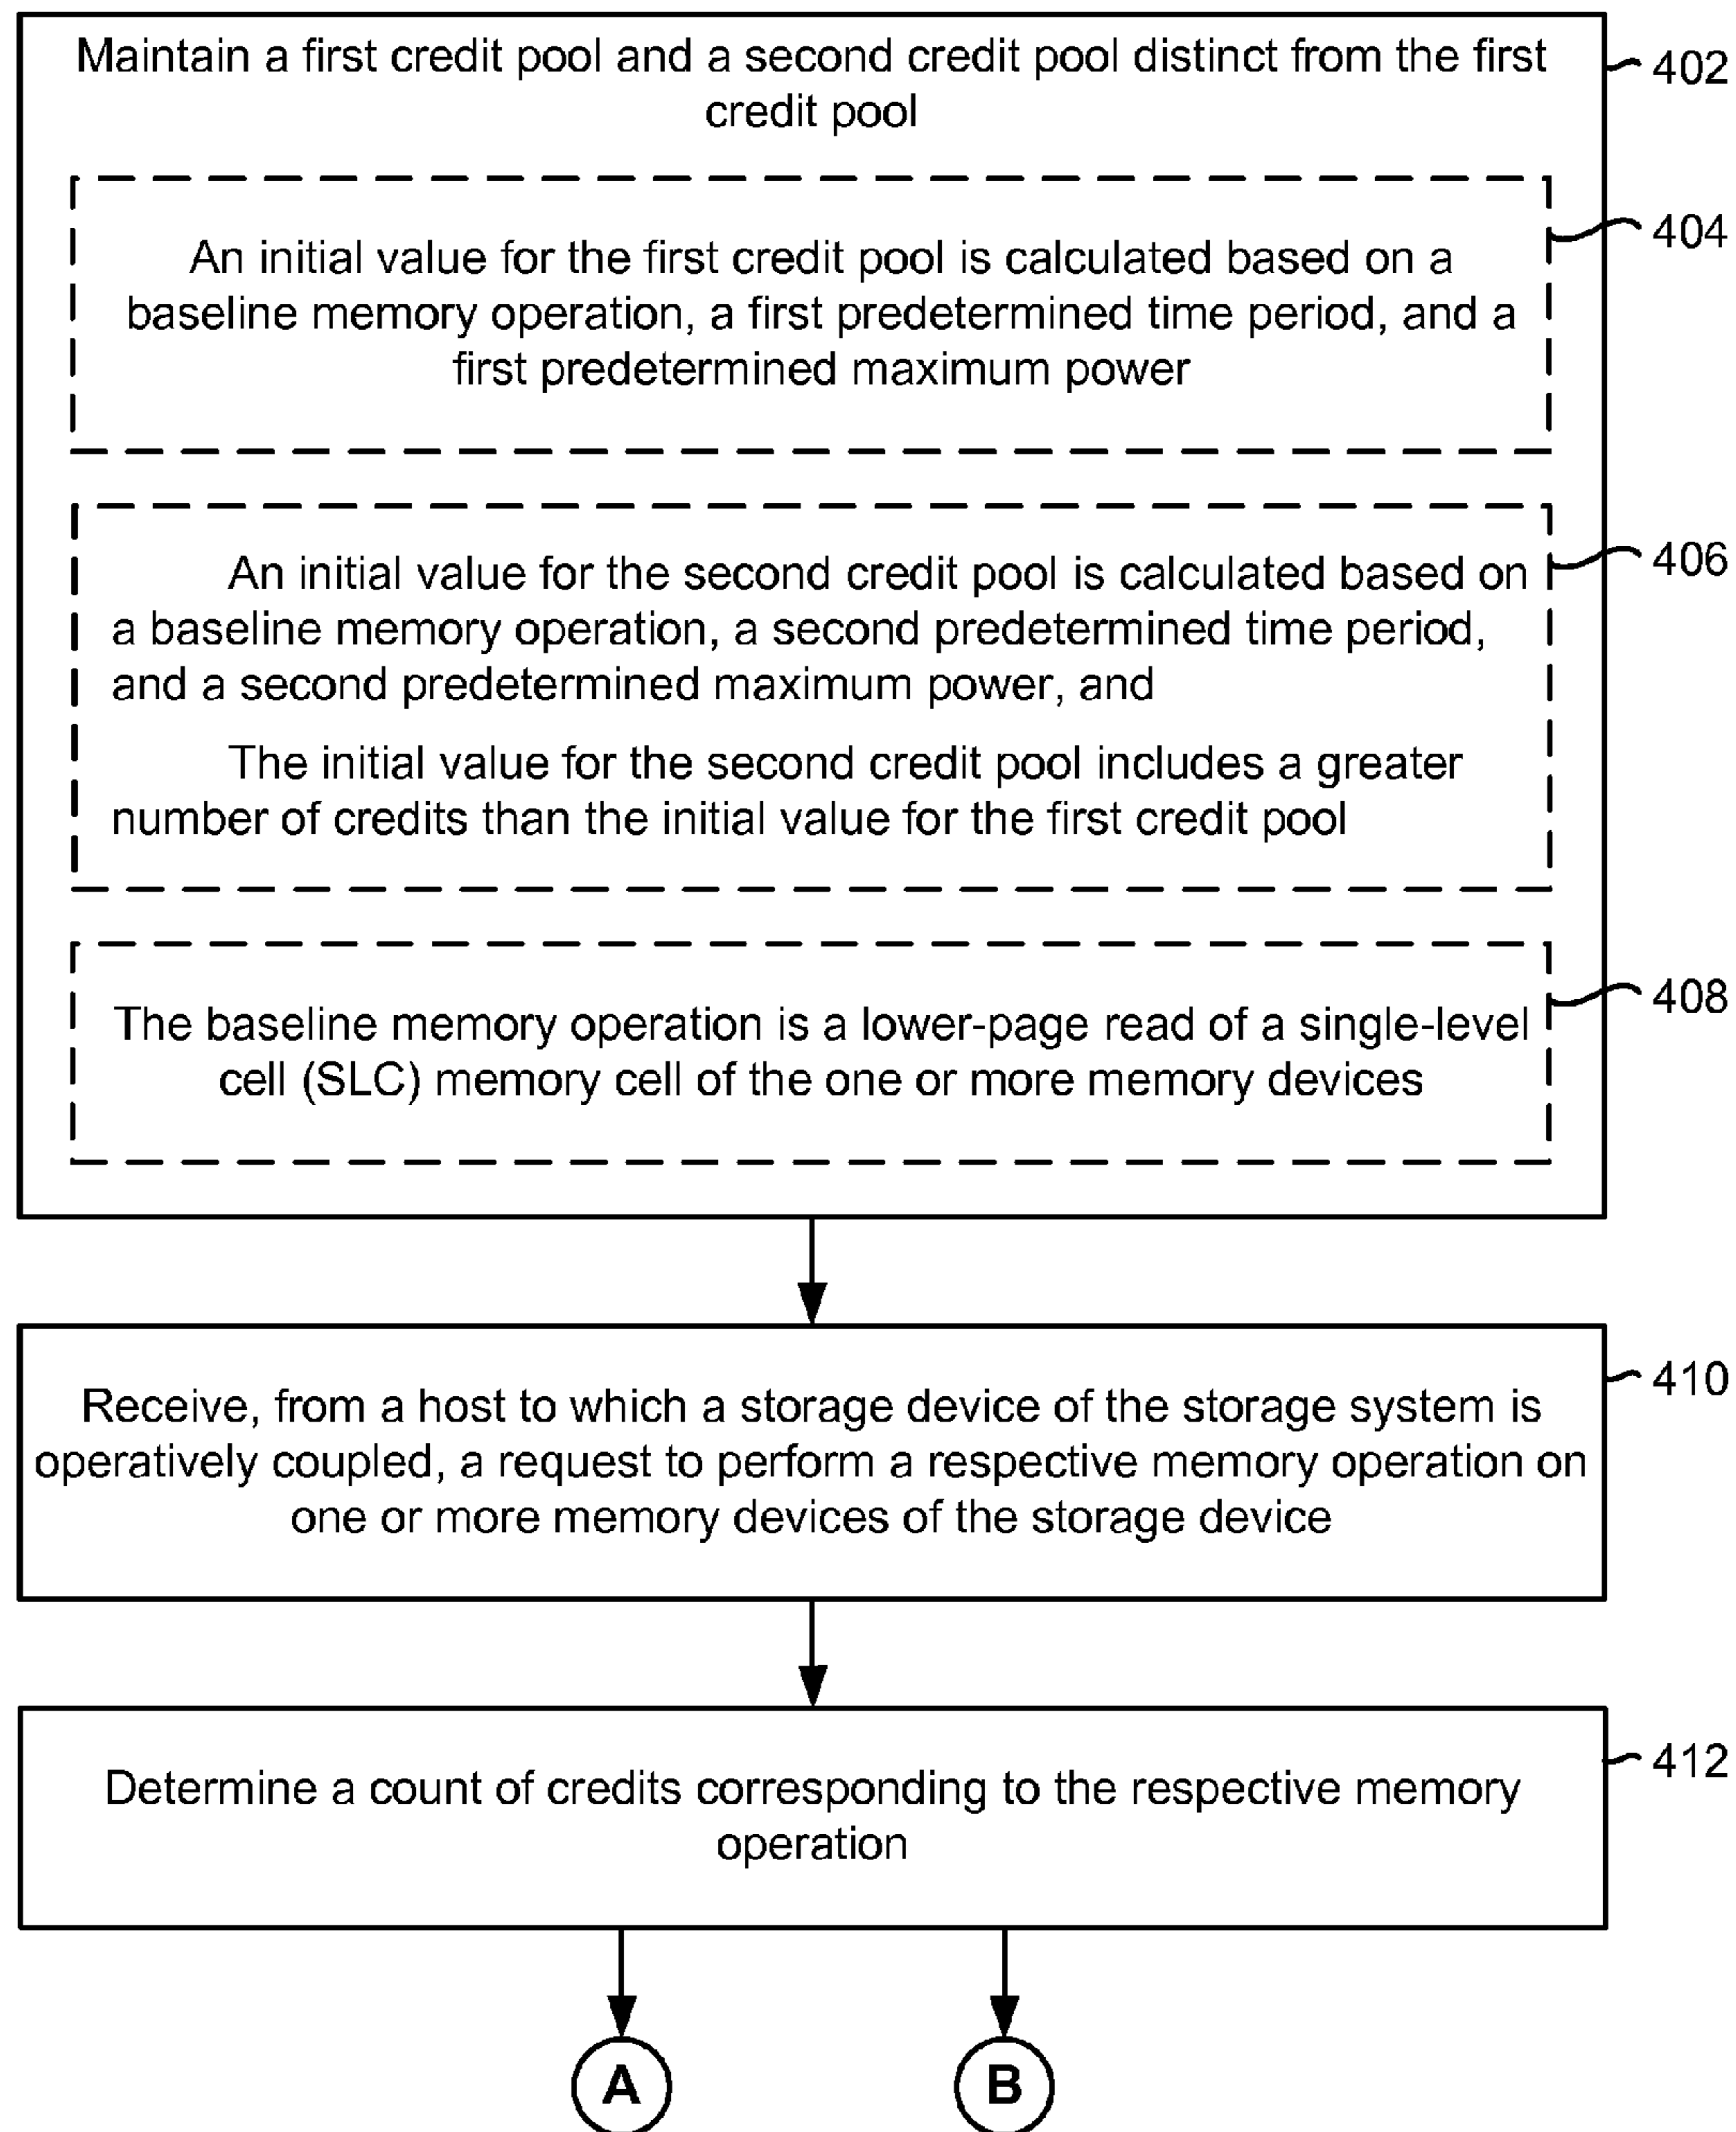 Maintain a first credit pool and a second credit pool distinct from the first
credit pool
402
An initial value for the first credit pool is calculated based on a
baseline memory operation, a first predetermined time period, and a
first predetermined maximum power
404
An initial value for the second credit pool is calculated based on
a baseline memory operation, a second predetermined time period,
and a second predetermined maximum power, and
The initial value for the second credit pool includes a greater
number of credits than the initial value for the first credit pool
406
The baseline memory operation is a lower-page read of a single-level
cell (SLC) memory cell of the one or more memory devices
408
Receive, from a host to which a storage device of the storage system is
operatively coupled, a request to perform a respective memory operation on
one or more memory devices of the storage device
410
Determine a count of credits corresponding to the respective memory
operation
412
A
B